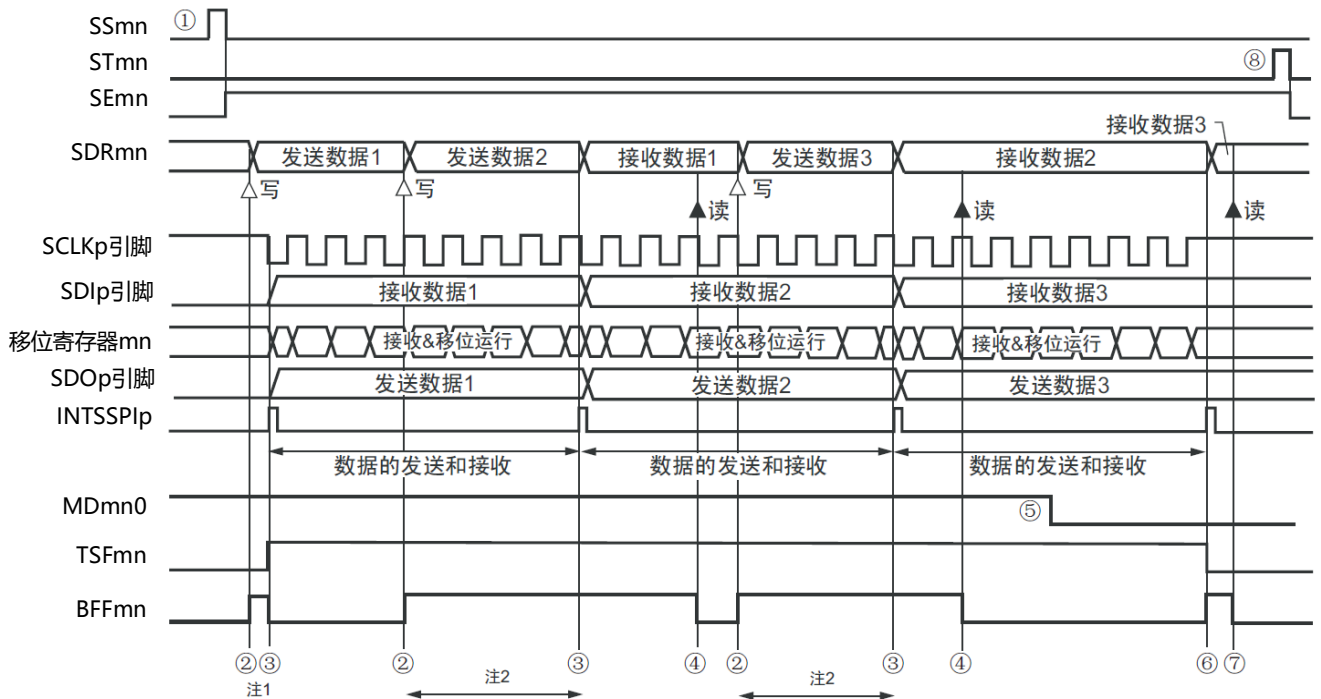 SSmn ①
STmn ⑧
SEmn
接收数据3
SDRmn 发送数据1 发送数据2 接收数据1 发送数据3 接收数据2
写 写 读 写 读 读
SCLKp引脚
SDIp引脚 接收数据1 接收数据2 接收数据3
移位寄存器mn 接收&移位运行 接收&移位运行 接收&移位运行
SDOp引脚 发送数据1 发送数据2 发送数据3
INTSSPIp
数据的发送和接收 数据的发送和接收 数据的发送和接收
MDmn0 ⑤
TSFmn
BFFmn
②③ ② ③ ④ ② ③ ④ ⑥ ⑦
注1 注2 注2